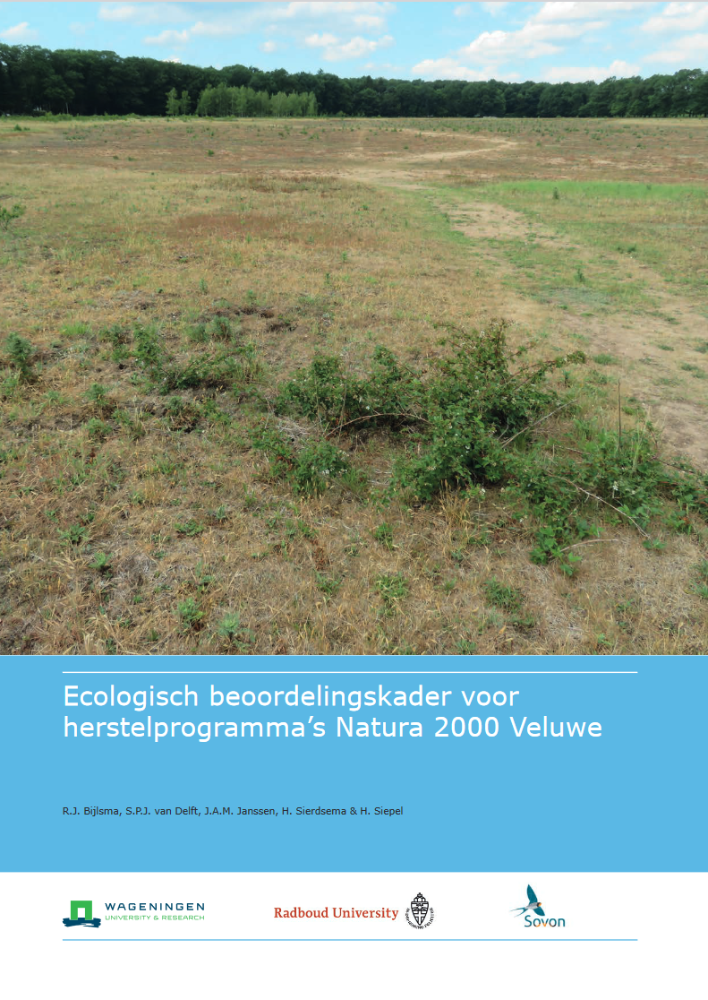 Ecologisch beoordelingskader voor
herstelprogramma's Natura 2000 Veluwe
R.J. Bijlsma, S.P.J. van Delft, J.A.M. Janssen, H. Sierdsema & H. Siepel
WAGENINGEN
UNIVERSITY & RESEARCH
Radboud University
Sovon